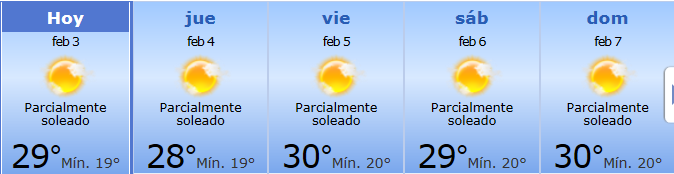 Hoy
feb 3
Parcialmente
soleado
29° Mín. 19°
jue
feb 4
Parcialmente
soleado
28° Mín. 19°
vie
feb 5
Parcialmente
soleado
30° Mín. 20°
sáb
feb 6
Parcialmente
soleado
29° Mín. 20°
dom
feb 7
Parcialmente
soleado
30° Mín. 20°